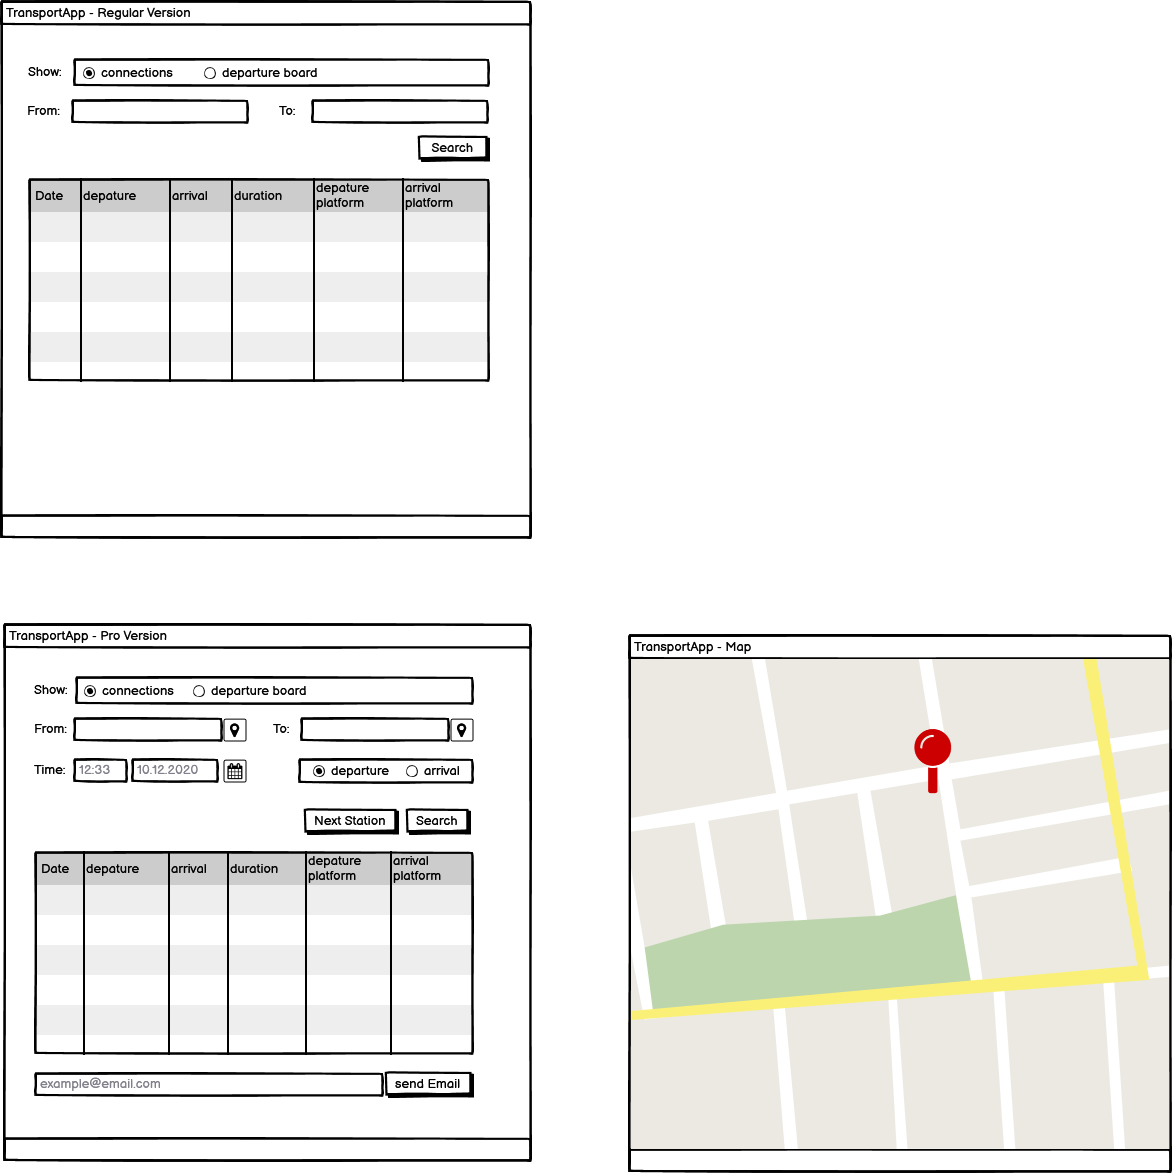 TransportApp - Regular Version
Show: connections departure board
From: To:
Search
Date depature arrival duration depature platform arrival platform
TransportApp - Pro Version
Show: connections departure board
From: To:
Time: 12:33 10.12.2020 departure arrival
Next Station Search
Date depature arrival duration depature platform arrival platform
example@email.com send Email
TransportApp - Map